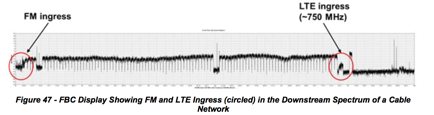 FM ingress
LTE ingress
(~750 MHz)
Figure 47 - FBC Display Showing FM and LTE Ingress (circled) in the Downstream Spectrum of a Cable
Network